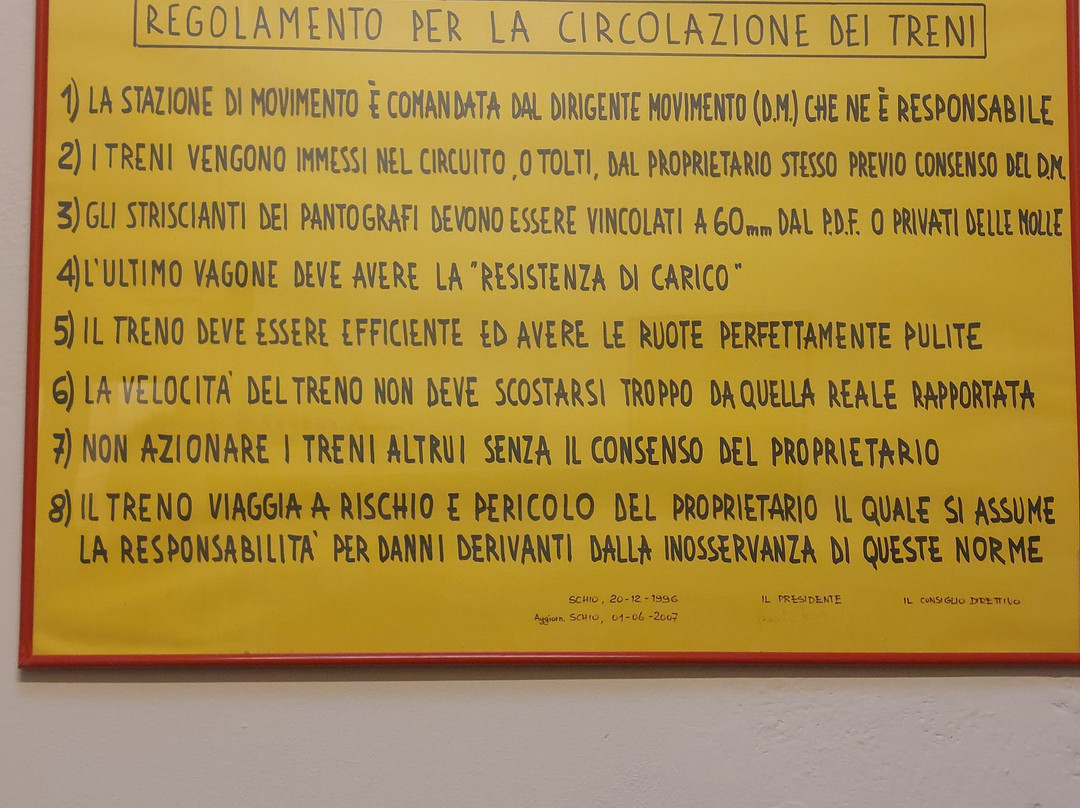 REGOLAMENTO PER LA CIRCOLAZIONE DEI TRENI
1) LA STAZIONE DI MOVIMENTO È COMANDATA DAL DIRIGENTE MOVIMENTO (D.M.) CHE NE È RESPONSABILE
2) I TRENI VENGONO IMMESSI NEL CIRCUITO, O TOLTI, DAL PROPRIETARIO STESSO PREVIO CONSENSO DEL D.M.
3) GLI STRISCIANTI DEI PANTOGRAFI DEVONO ESSERE VINCOLATI A 60mm DAL P.D.F. O PRIVATI DELLE MOLLE
4) L'ULTIMO VAGONE DEVE AVERE LA "RESISTENZA DI CARICO"
5) IL TRENO DEVE ESSERE EFFICIENTE ED AVERE LE RUOTE PERFETTAMENTE PULITE
6) LA VELOCITA' DEL TRENO NON DEVE SCOSTARSI TROPPO DA QUELLA REALE RAPPORTATA
7) NON AZIONARE I TRENI ALTRUI SENZA IL CONSENSO DEL PROPRIETARIO
8) IL TRENO VIAGGIA A RISCHIO E PERICOLO DEL PROPRIETARIO IL QUALE SI ASSUME
LA RESPONSABILITA' PER DANNI DERIVANTI DALLA INOSSERVANZA DI QUESTE NORME
SCHIO, 20-12-1996 IL PRESIDENTE IL CONSIGLIO DIRETTIVO
Aggiorn. SCHIO, 01-06-2007